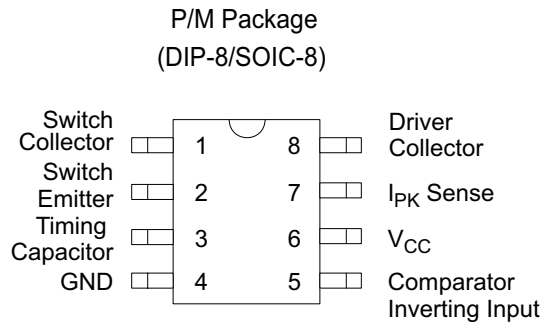 P/M Package
(DIP-8/SOIC-8)
Switch
Collector
1
8
Driver
Collector
Switch
Emitter
2
7
IPK Sense
Timing
Capacitor
3
6
VCC
GND
4
5
Comparator
Inverting Input